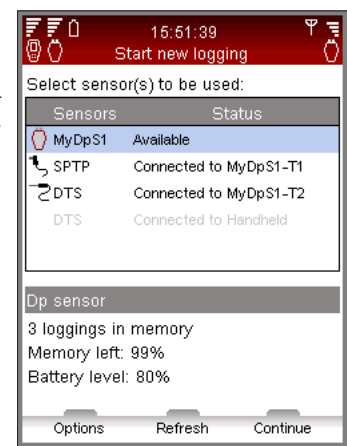 15:51:39
Start new logging
Select sensor(s) to be used:
Sensors Status
MyDpS1 Available
SPTP Connected to MyDpS1-T1
DTS Connected to MyDpS1-T2
DTS Connected to Handheld
Dp sensor
3 loggings in memory
Memory left: 99%
Battery level: 80%
Options Refresh Continue